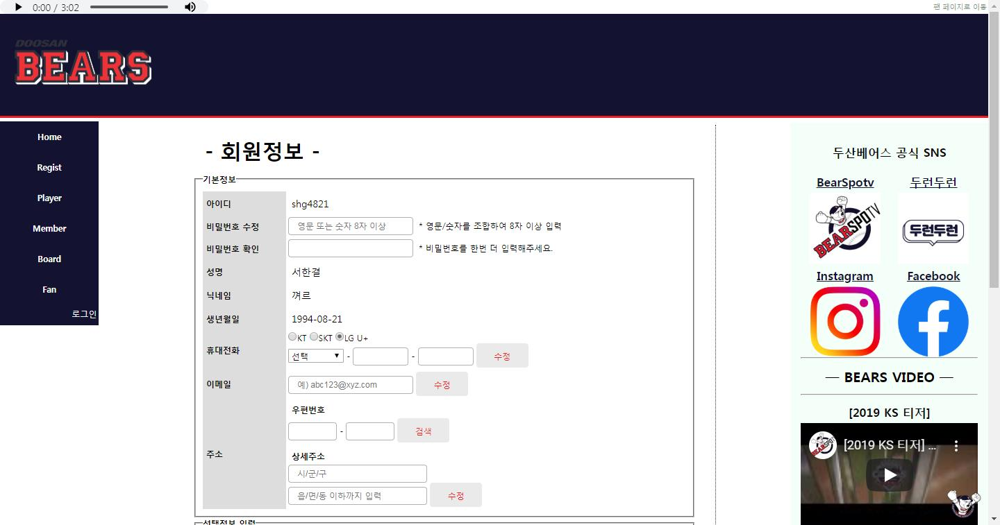 0:00 / 3:02
팬 페이지로 이동
DOOSAN
BEARS
Home
Regist
Player
Member
Board
Fan
로그인
- 회원정보 -
기본정보
아이디 shg4821
비밀번호 수정 영문 또는 숫자 8자 이상 * 영문/숫자를 조합하여 8자 이상 입력
비밀번호 확인 * 비밀번호를 한번 더 입력해주세요.
성명 서한결
닉네임 껴르
생년월일 1994-08-21
KT SKT LG U+
휴대전화 선택 - - 수정
이메일 예) abc123@xyz.com 수정
우편번호
- 검색
주소
상세주소
시/군/구
읍/면/동 이하까지 입력 수정
선택정보 입력
두산베어스 공식 SNS
BearSpotv 두런두런
BEARSPOTV
두런두런
Instagram Facebook
― BEARS VIDEO ―
[2019 KS 티저]
BEARSPOTV [2019 KS 티저] ...